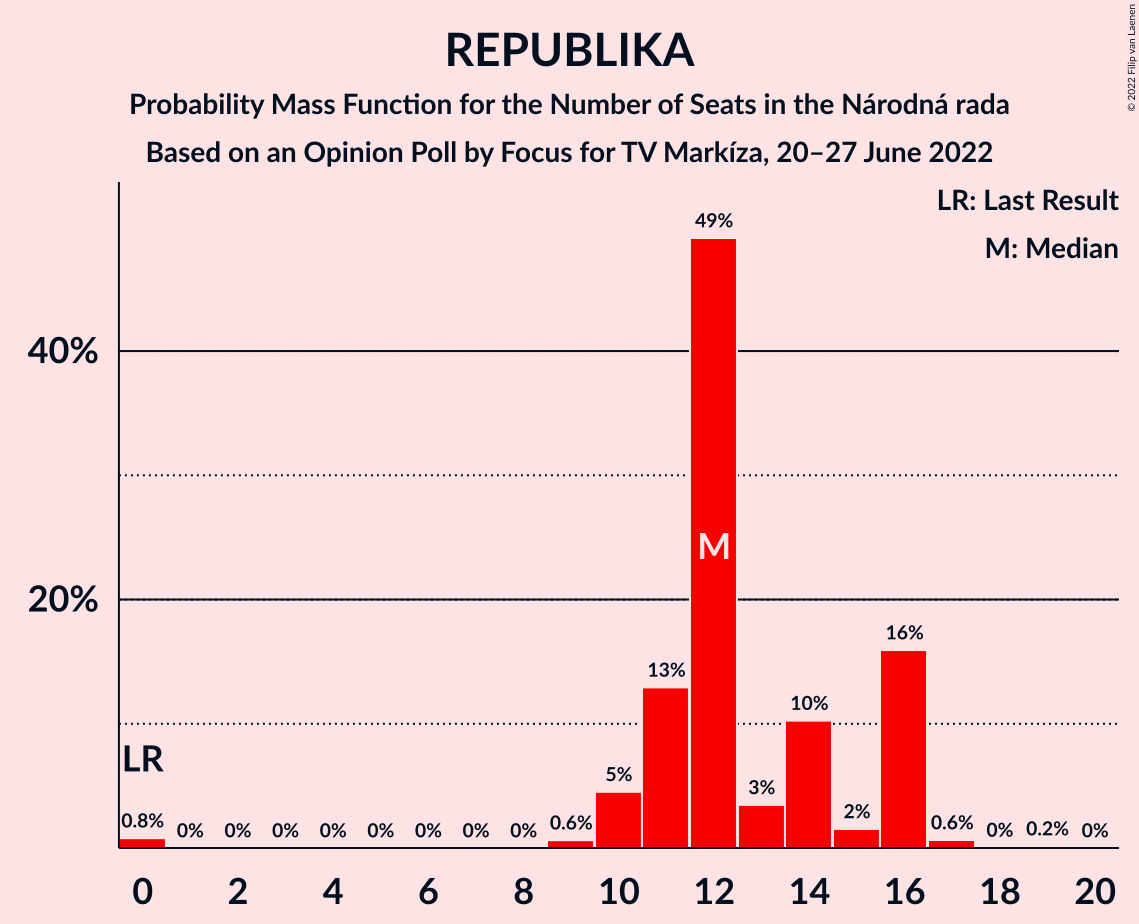 REPUBLIKA
Probability Mass Function for the Number of Seats in the Národná rada
Based on an Opinion Poll by Focus for TV Markíza, 20–27 June 2022
© 2022 Filip van Laenen
LR: Last Result
M: Median
49%
40%
M
20%
16%
13%
10%
LR
5%
3%
2%
0.8% 0% 0% 0% 0% 0% 0% 0% 0% 0.6% 0.6% 0% 0.2% 0%
0 2 4 6 8 10 12 14 16 18 20